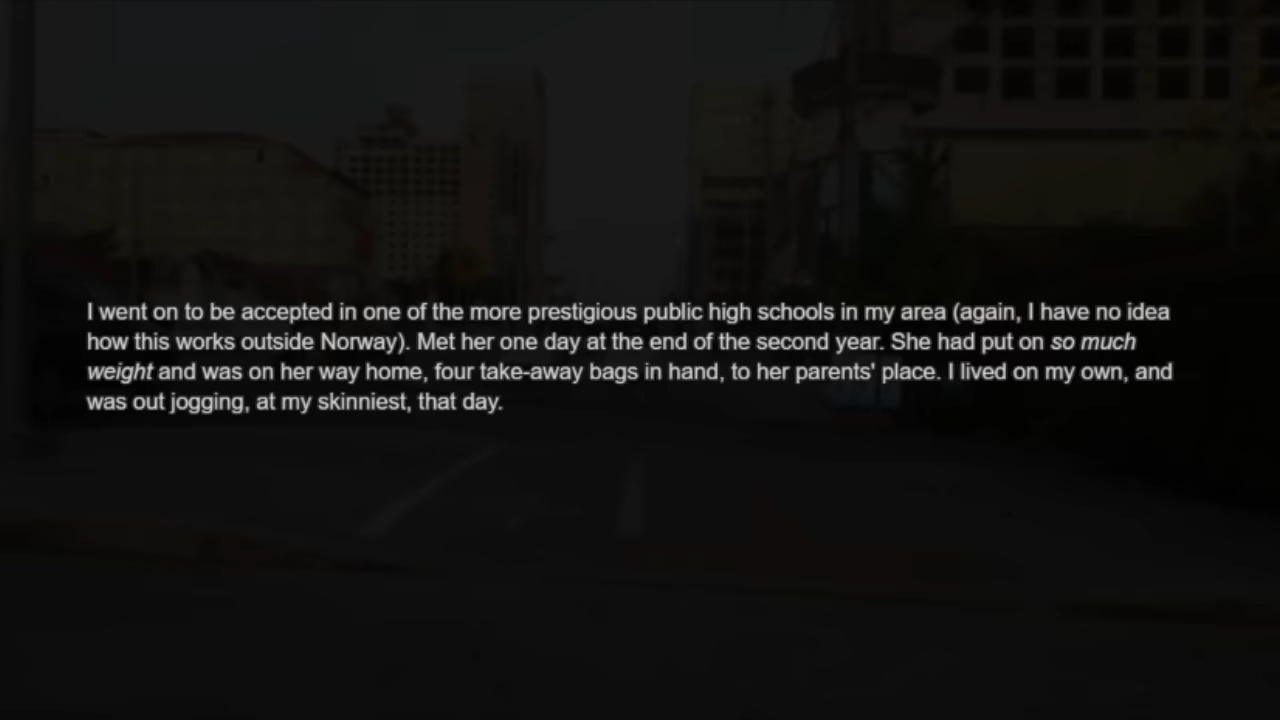 I went on to be accepted in one of the more prestigious public high schools in my area (again, I have no idea
how this works outside Norway). Met her one day at the end of the second year. She had put on so much
weight and was on her way home, four take-away bags in hand, to her parents' place. I lived on my own, and
was out jogging, at my skinniest, that day.